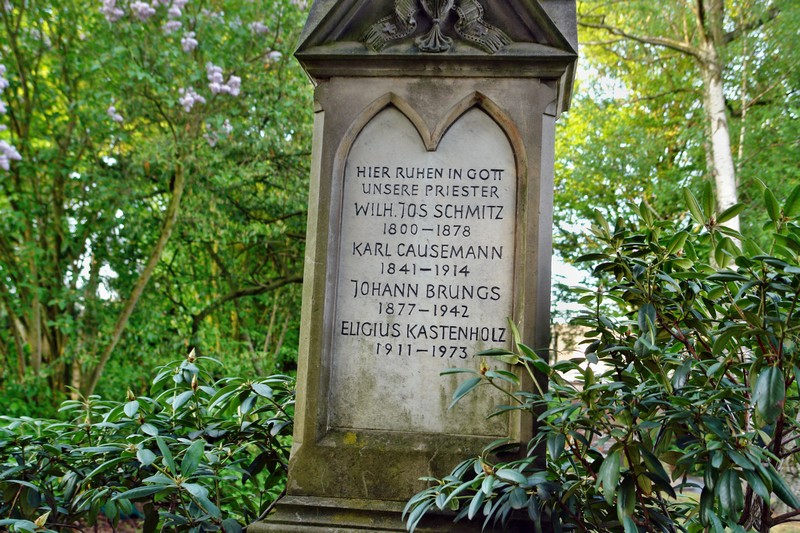 HIER RUHEN IN GOTT
UNSERE PRIESTER
WILH. JOS SCHMITZ
1800–1878
KARL CAUSEMANN
1841–1914
JOHANN BRUNGS
1877–1942
ELIGIUS KASTENHOLZ
1911–1973